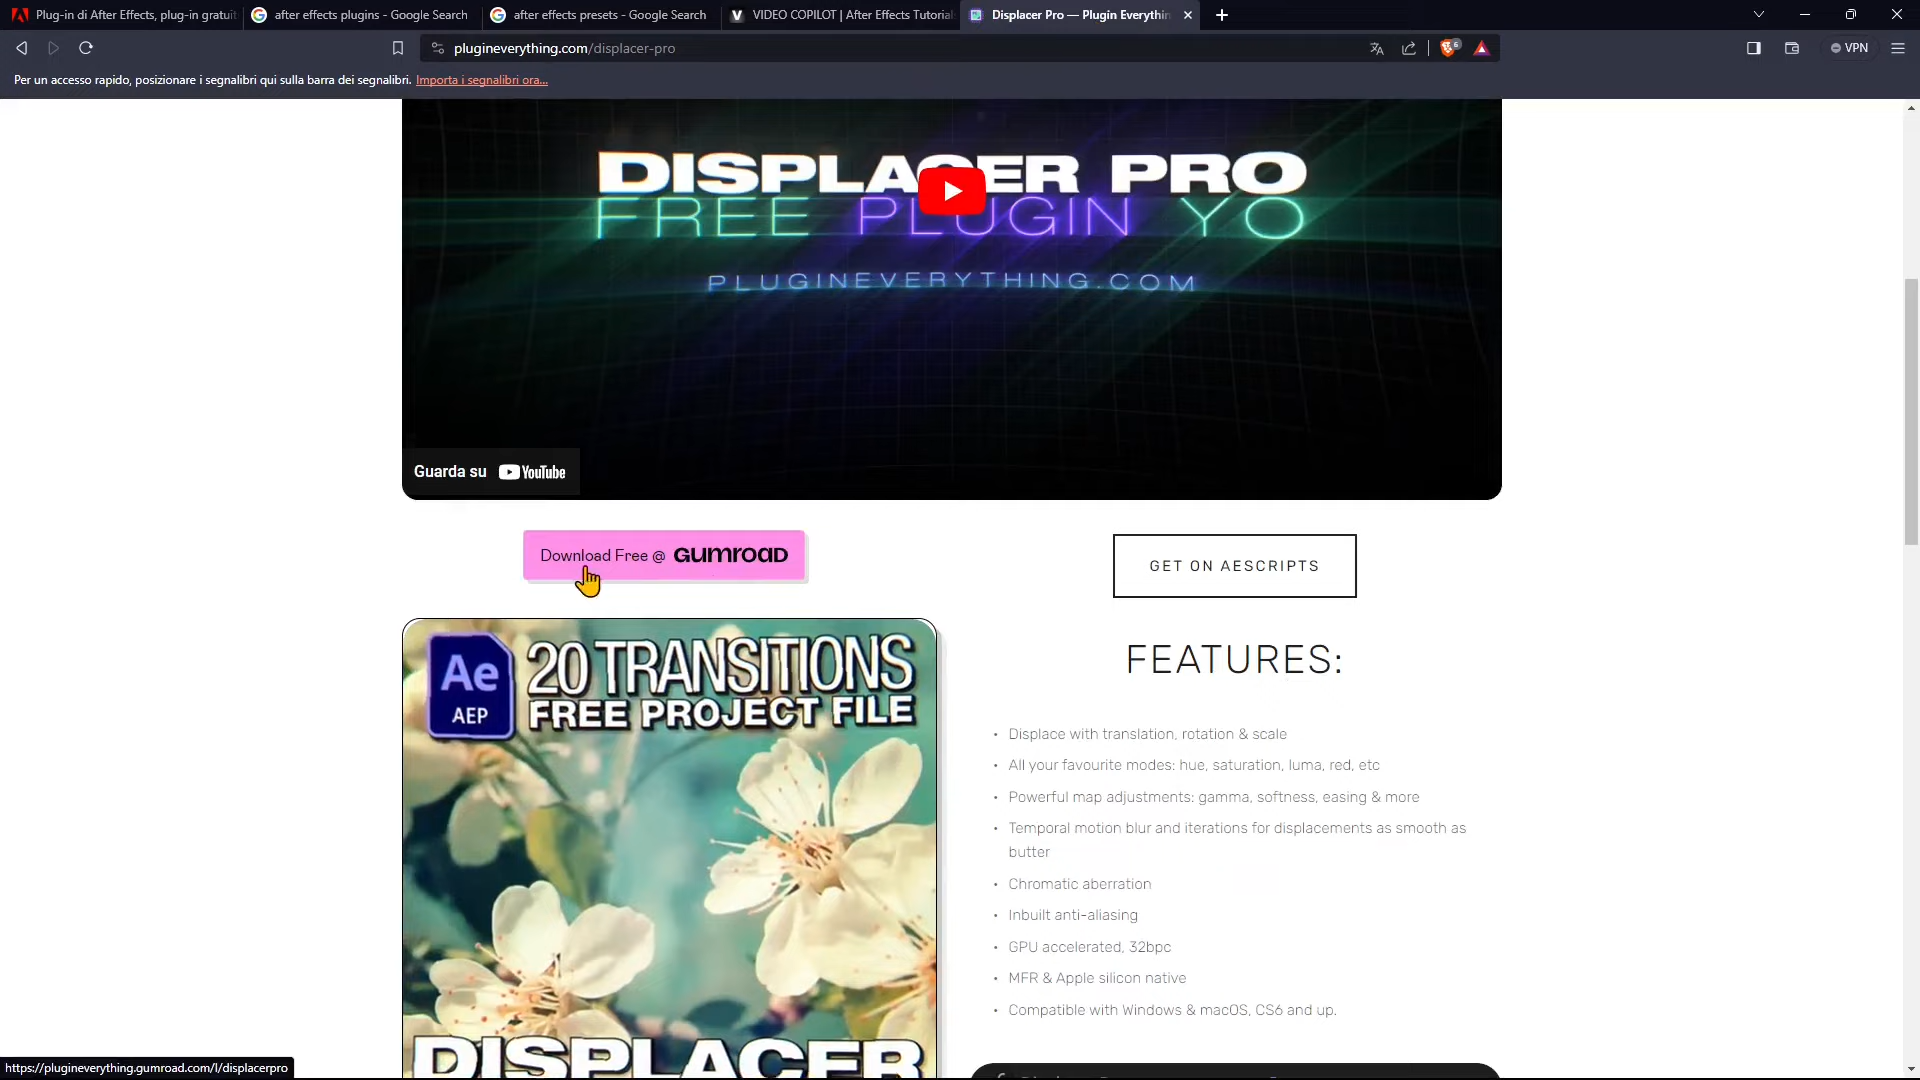 Plug-in di After Effects, plug-in gratuit
after effects plugins - Google Search
after effects presets - Google Search
VIDEO COPILOT | After Effects Tutorial
Displacer Pro — Plugin Everythin
plugineverything.com/displacer-pro
6
VPN
Per un accesso rapido, posizionare i segnalibri qui sulla barra dei segnalibri. Importa i segnalibri ora...
DISPLACER PRO
FREE PLUGIN YO
PLUGINEVERYTHING.COM
Guarda su YouTube
Download Free @ GUMROAD
GET ON AESCRIPTS
Ae
AEP
20 TRANSITIONS
FREE PROJECT FILE
DISPLACER
FEATURES:
• Displace with translation, rotation & scale
• All your favourite modes: hue, saturation, luma, red, etc
• Powerful map adjustments: gamma, softness, easing & more
• Temporal motion blur and iterations for displacements as smooth as
butter
• Chromatic aberration
• Inbuilt anti-aliasing
• GPU accelerated, 32bpc
• MFR & Apple silicon native
• Compatible with Windows & macOS, CS6 and up.
https://plugineverything.gumroad.com/l/displacerpro